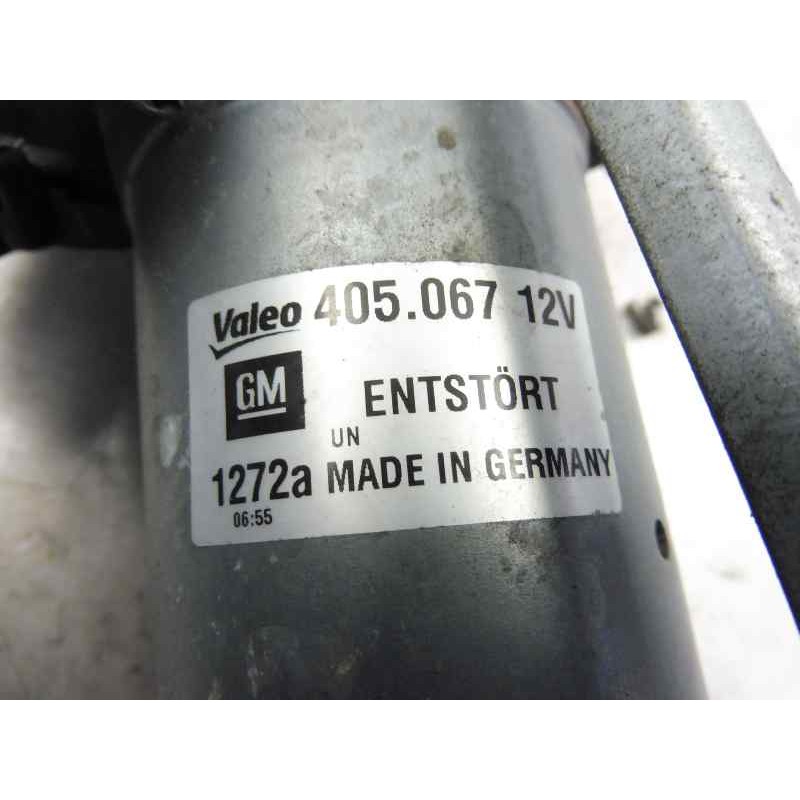 Valeo 405.067 12V
GM ENTSTÖRT
UN
1272a MADE IN GERMANY
06:55